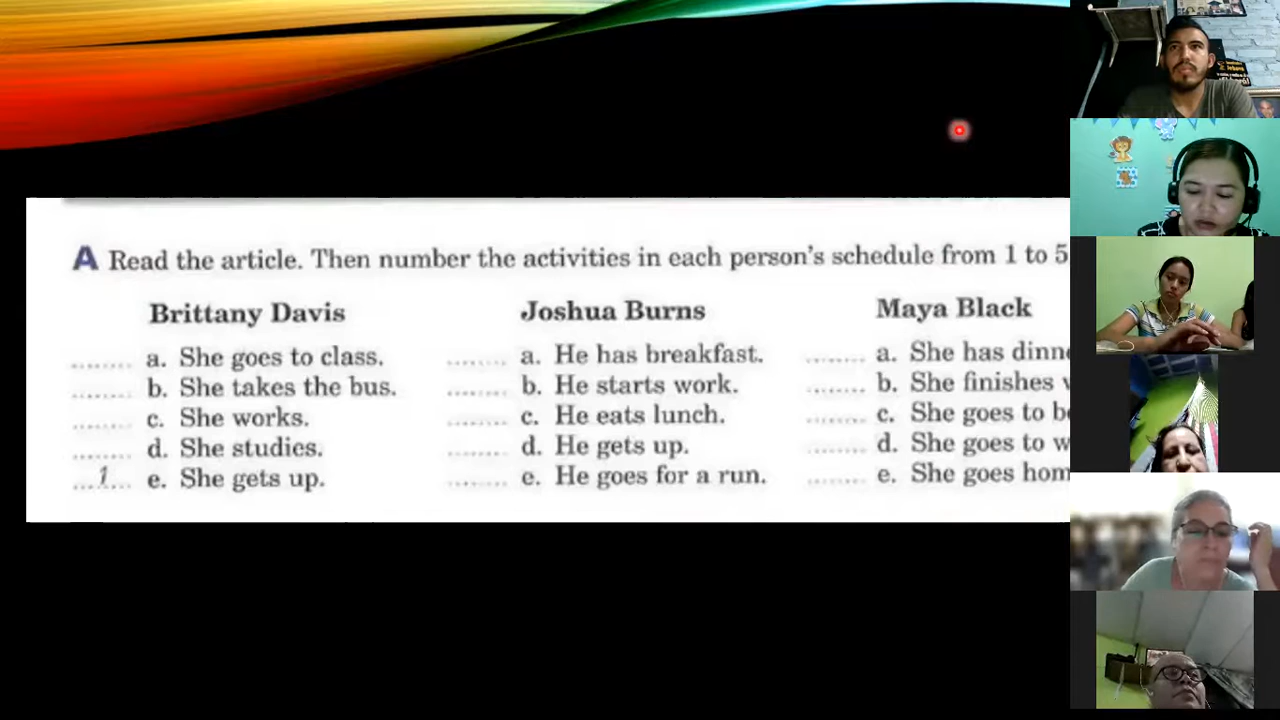 A Read the article. Then number the activities in each person's schedule from 1 to 5
Brittany Davis
........ a. She goes to class.
........ b. She takes the bus.
........ c. She works.
........ d. She studies.
...1... e. She gets up.
Joshua Burns
........ a. He has breakfast.
........ b. He starts work.
........ c. He eats lunch.
........ d. He gets up.
........ e. He goes for a run.
Maya Black
........ a. She has dinn
........ b. She finishes
........ c. She goes to b
........ d. She goes to w
........ e. She goes hom